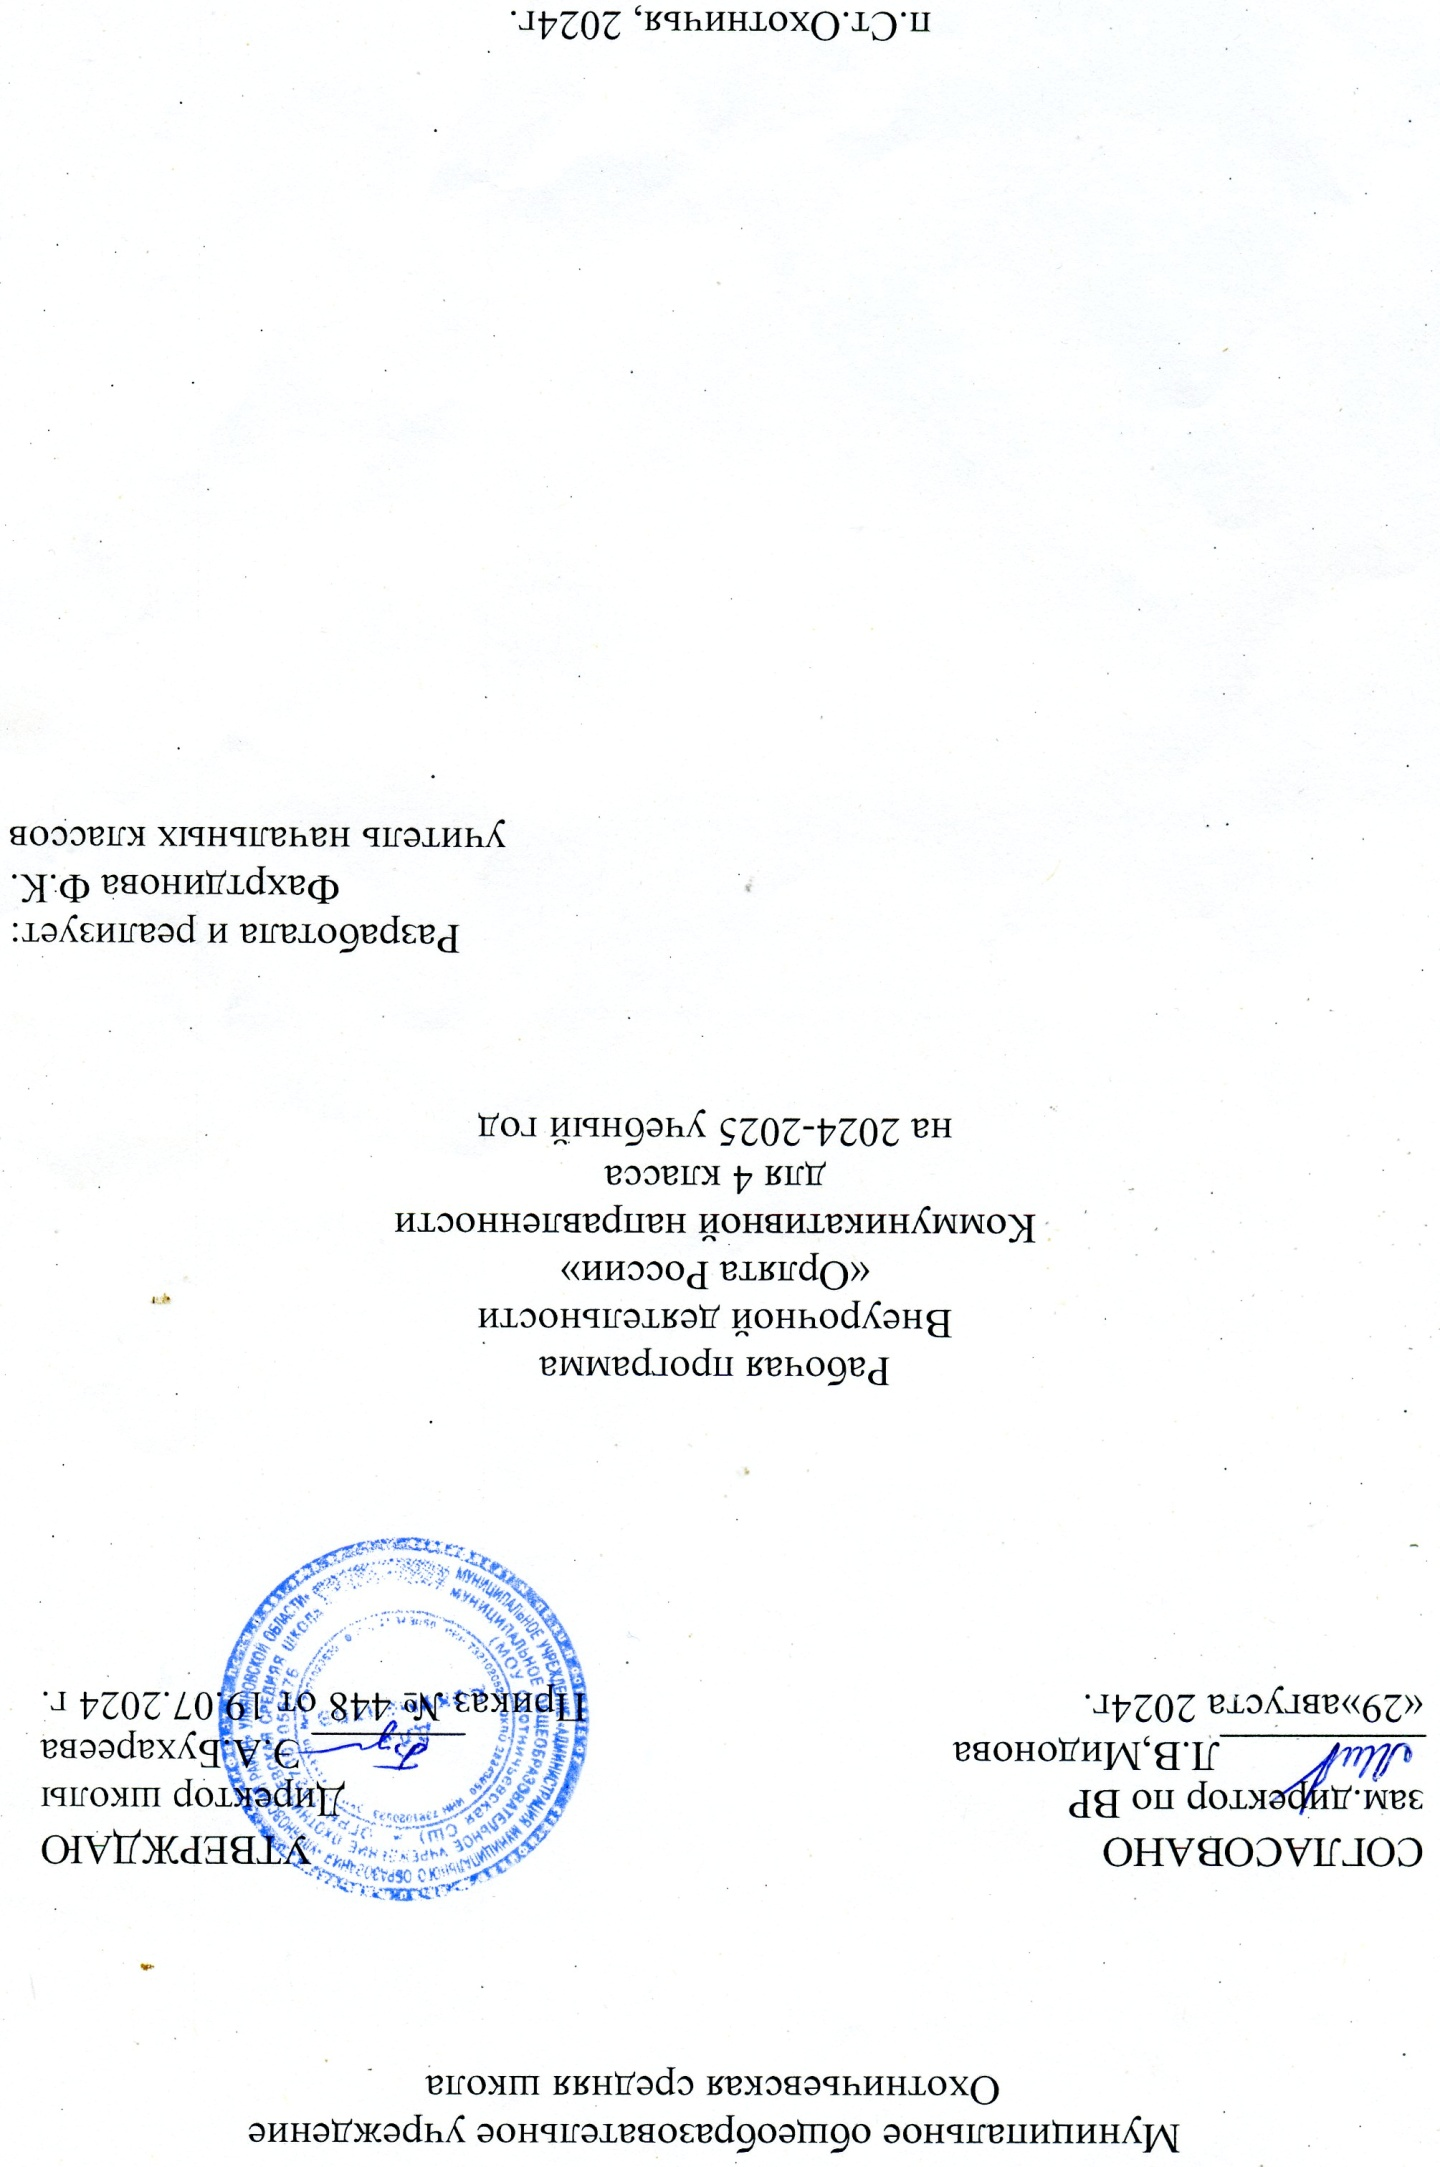 Муниципальное общеобразовательное учреждение
Охотничьевская средняя школа
СОГЛАСОВАНО
зам.директор по ВР
Л.В,Мидонова
«29»августа 2024г.
УТВЕРЖДАЮ
Директор школы
Э.А.Бухареева
Приказ № 448 от 19.07.2024 г.
Рабочая программа
Внеурочной деятельности
«Орлята России»
Коммуникативной направленности
для 4 класса
на 2024-2025 учебный год
Разработала и реализует:
Фахртдинова Ф.К.
учитель начальных классов
п.Ст.Охотничья, 2024г.